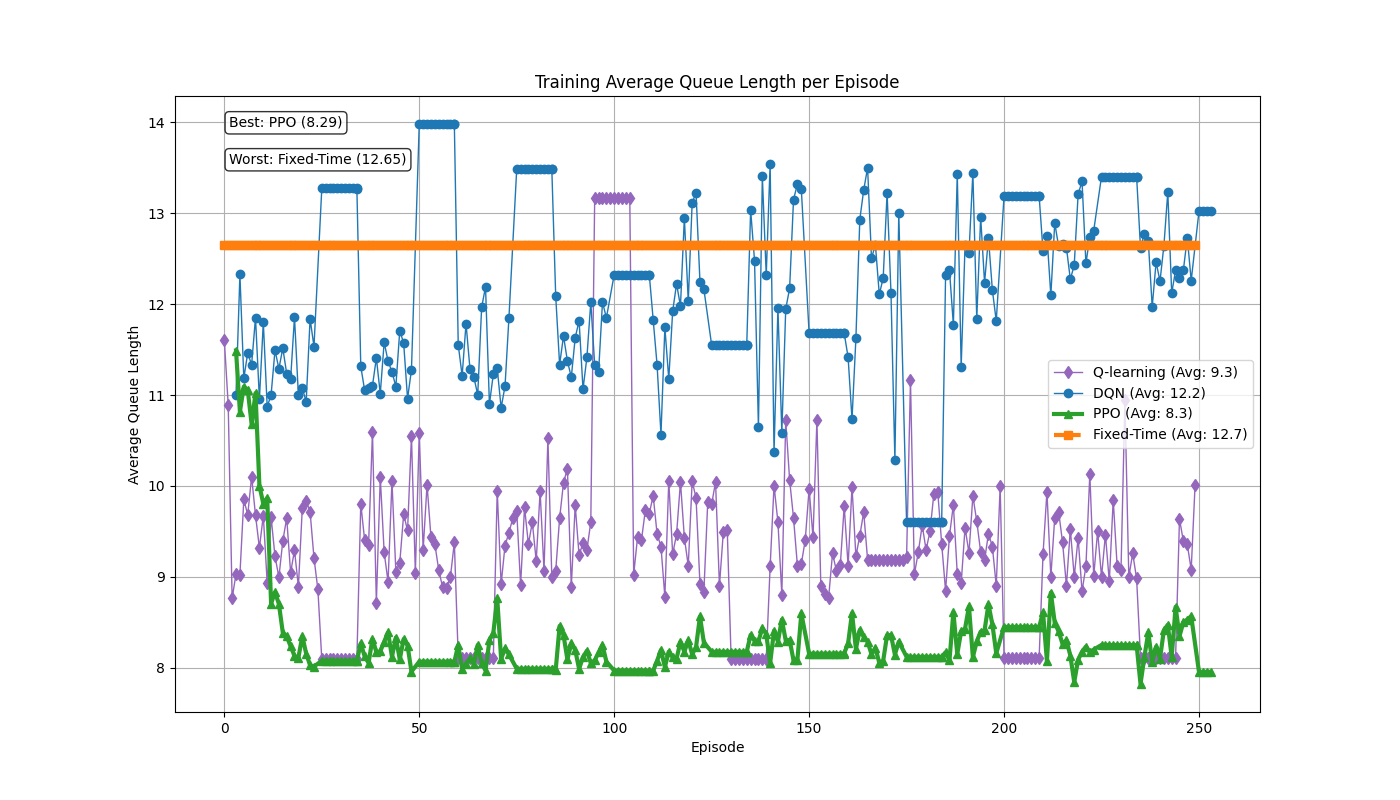 Training Average Queue Length per Episode
Best: PPO (8.29)
Worst: Fixed-Time (12.65)
Average Queue Length
14
13
12
11
10
9
8
Q-learning (Avg: 9.3)
DQN (Avg: 12.2)
PPO (Avg: 8.3)
Fixed-Time (Avg: 12.7)
0
50
100
150
200
250
Episode